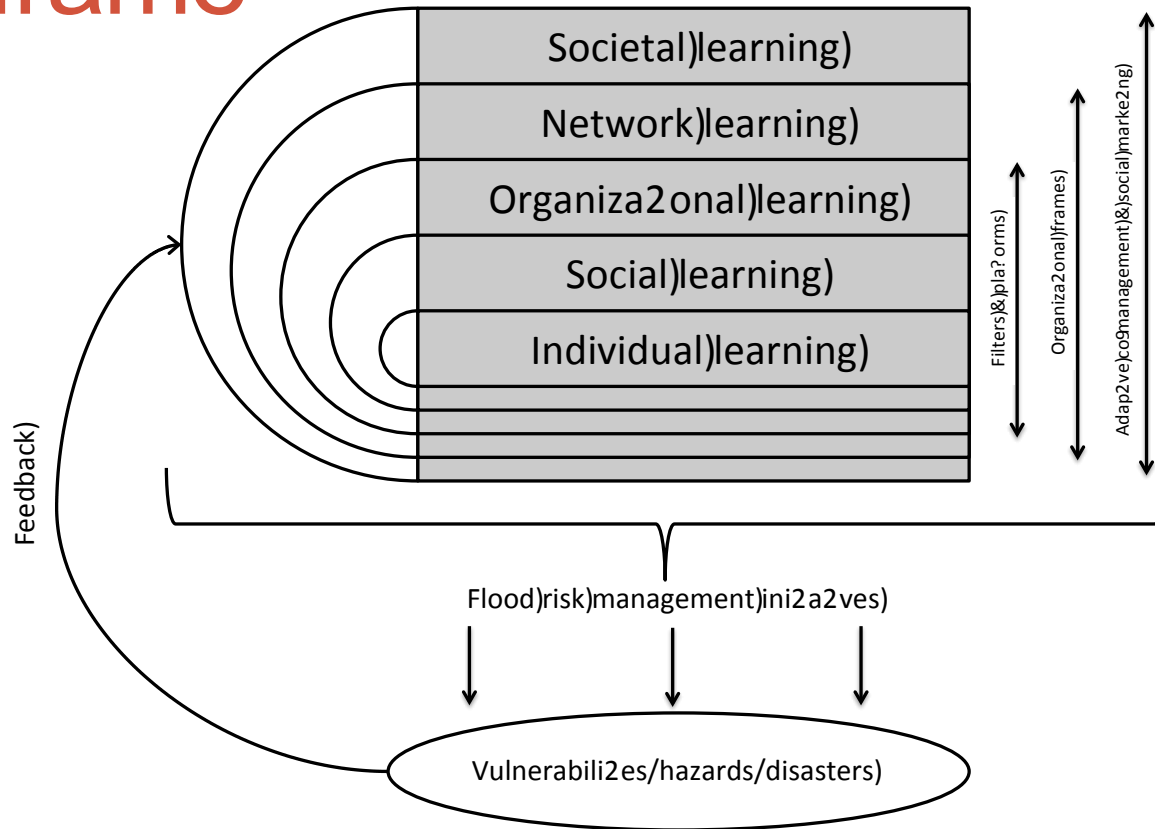 frame
Societal)learning)
Network)learning)
Organiza2onal)learning)
Social)learning)
Individual)learning)
Filters)&)pla?orms)
Organiza2onal)frames)
Adap2ve)co9management)&)social)marke2ng)
Feedback)
Flood)risk)management)ini2a2ves)
Vulnerabili2es/hazards/disasters)